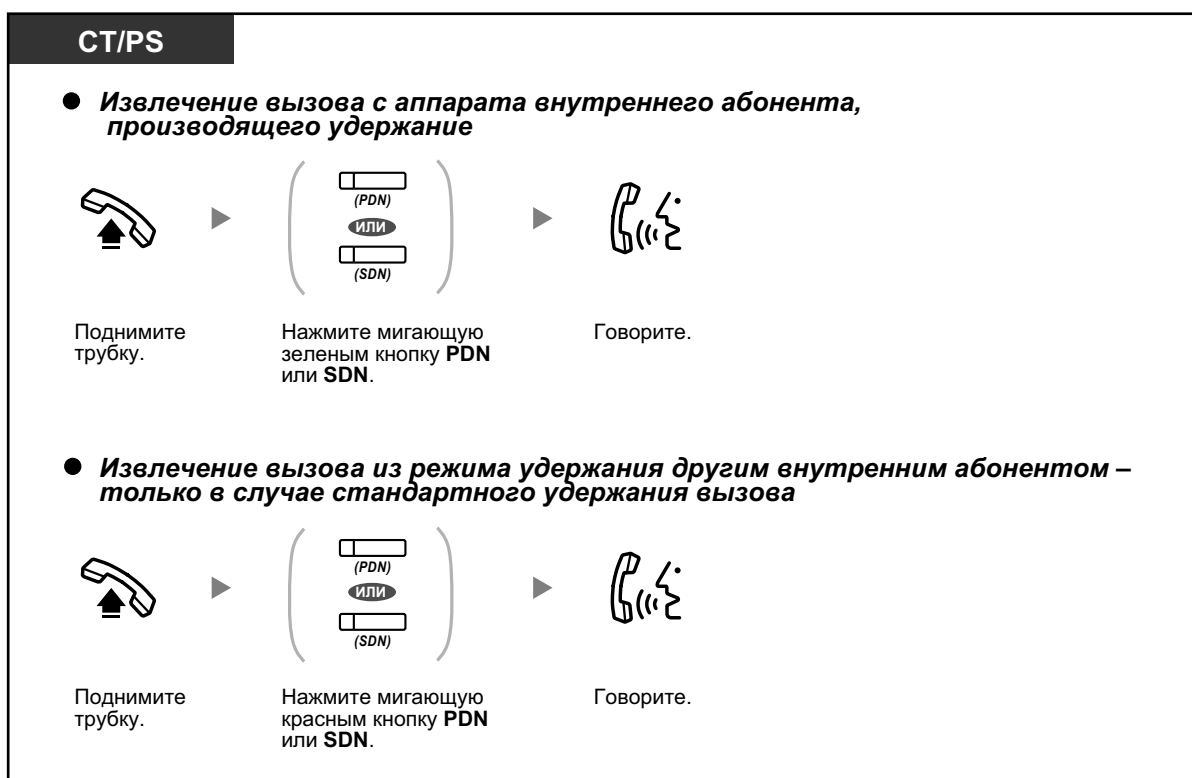 CT/PS
● Извлечение вызова с аппарата внутреннего абонента,
производящего удержание
(PDN)
ИЛИ
(SDN)
Поднимите
трубку.
Нажмите мигающую
зеленым кнопку PDN
или SDN.
Говорите.
● Извлечение вызова из режима удержания другим внутренним абонентом –
только в случае стандартного удержания вызова
(PDN)
ИЛИ
(SDN)
Поднимите
трубку.
Нажмите мигающую
красным кнопку PDN
или SDN.
Говорите.